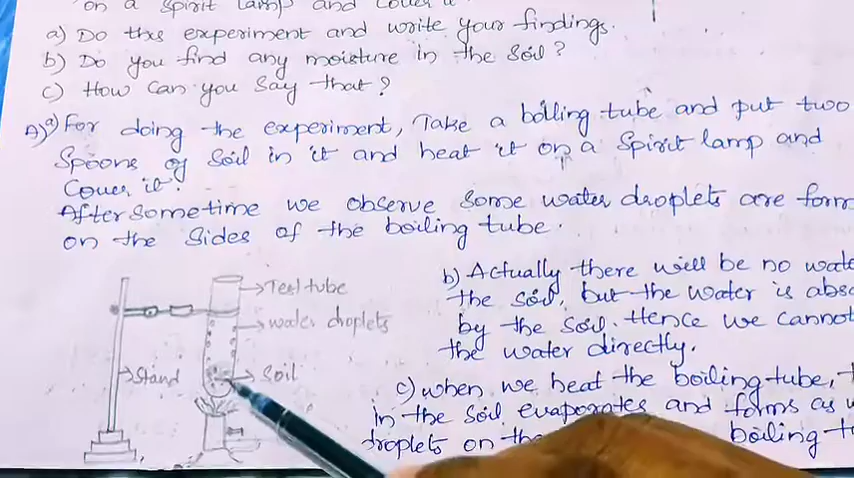 on a spirit lamp and cover it
a) Do this experiment and write your findings.
b) Do you find any moisture in the soil?
c) How can you say that?
A) a) For doing the experiment, Take a boiling tube and put two
spoons of soil in it and heat it on a spirit lamp and
cover it.
After sometime we observe some water droplets are form
on the sides of the boiling tube.
Test tube
water droplets
Stand
Soil
b) Actually there will be no wate
the soil, but the water is abso
by the soil. Hence we cannot
the water directly.
c) when we heat the boiling tube, t
in the soil evaporates and forms as w
droplets on the boiling t